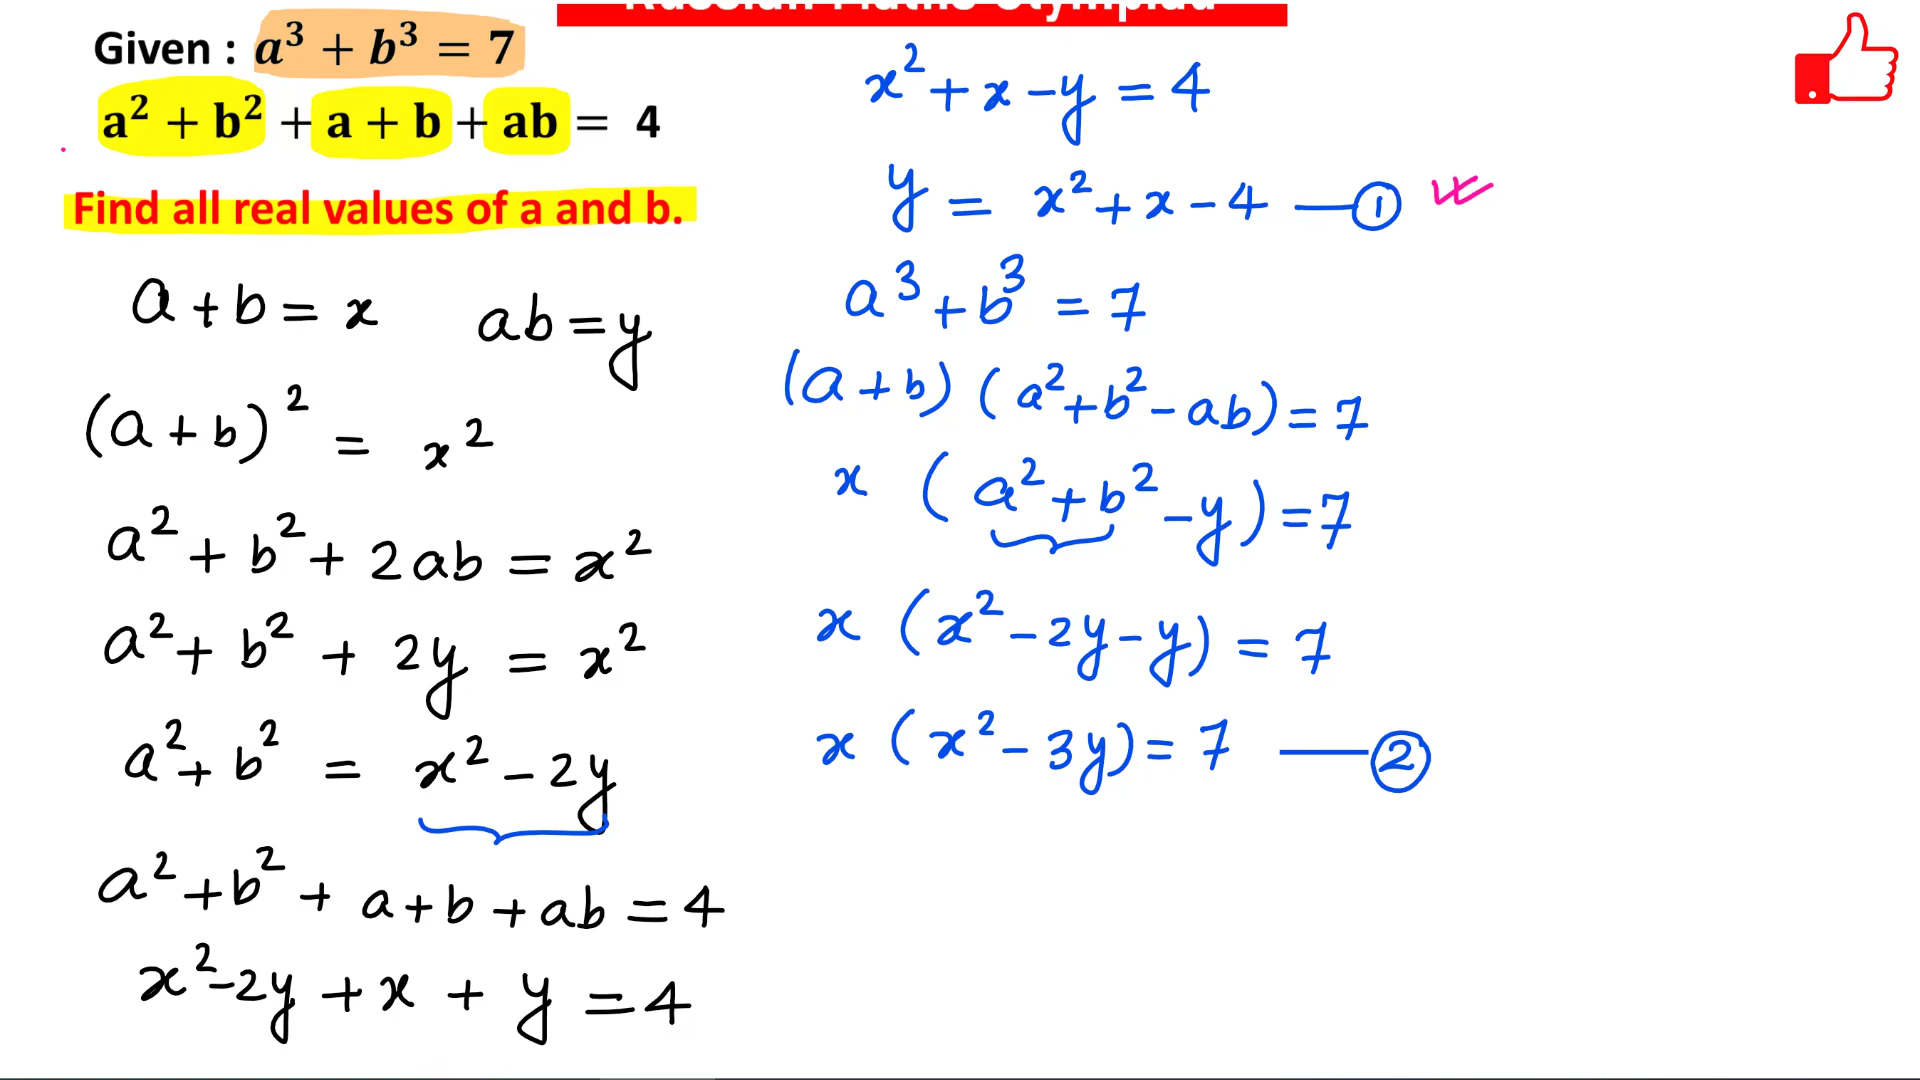 Given : a³ + b³ = 7
a² + b² + a + b + ab = 4
Find all real values of a and b.
a + b = x    ab = y
(a + b)² = x²
a² + b² + 2ab = x²
a² + b² + 2y = x²
a² + b² = x² - 2y
a² + b² + a + b + ab = 4
x² - 2y + x + y = 4
Russian Maths Olympiad
x² + x - y = 4
y = x² + x - 4 — ①
a³ + b³ = 7
(a + b) (a² + b² - ab) = 7
x (a² + b² - y) = 7
x (x² - 2y - y) = 7
x (x² - 3y) = 7 — ②